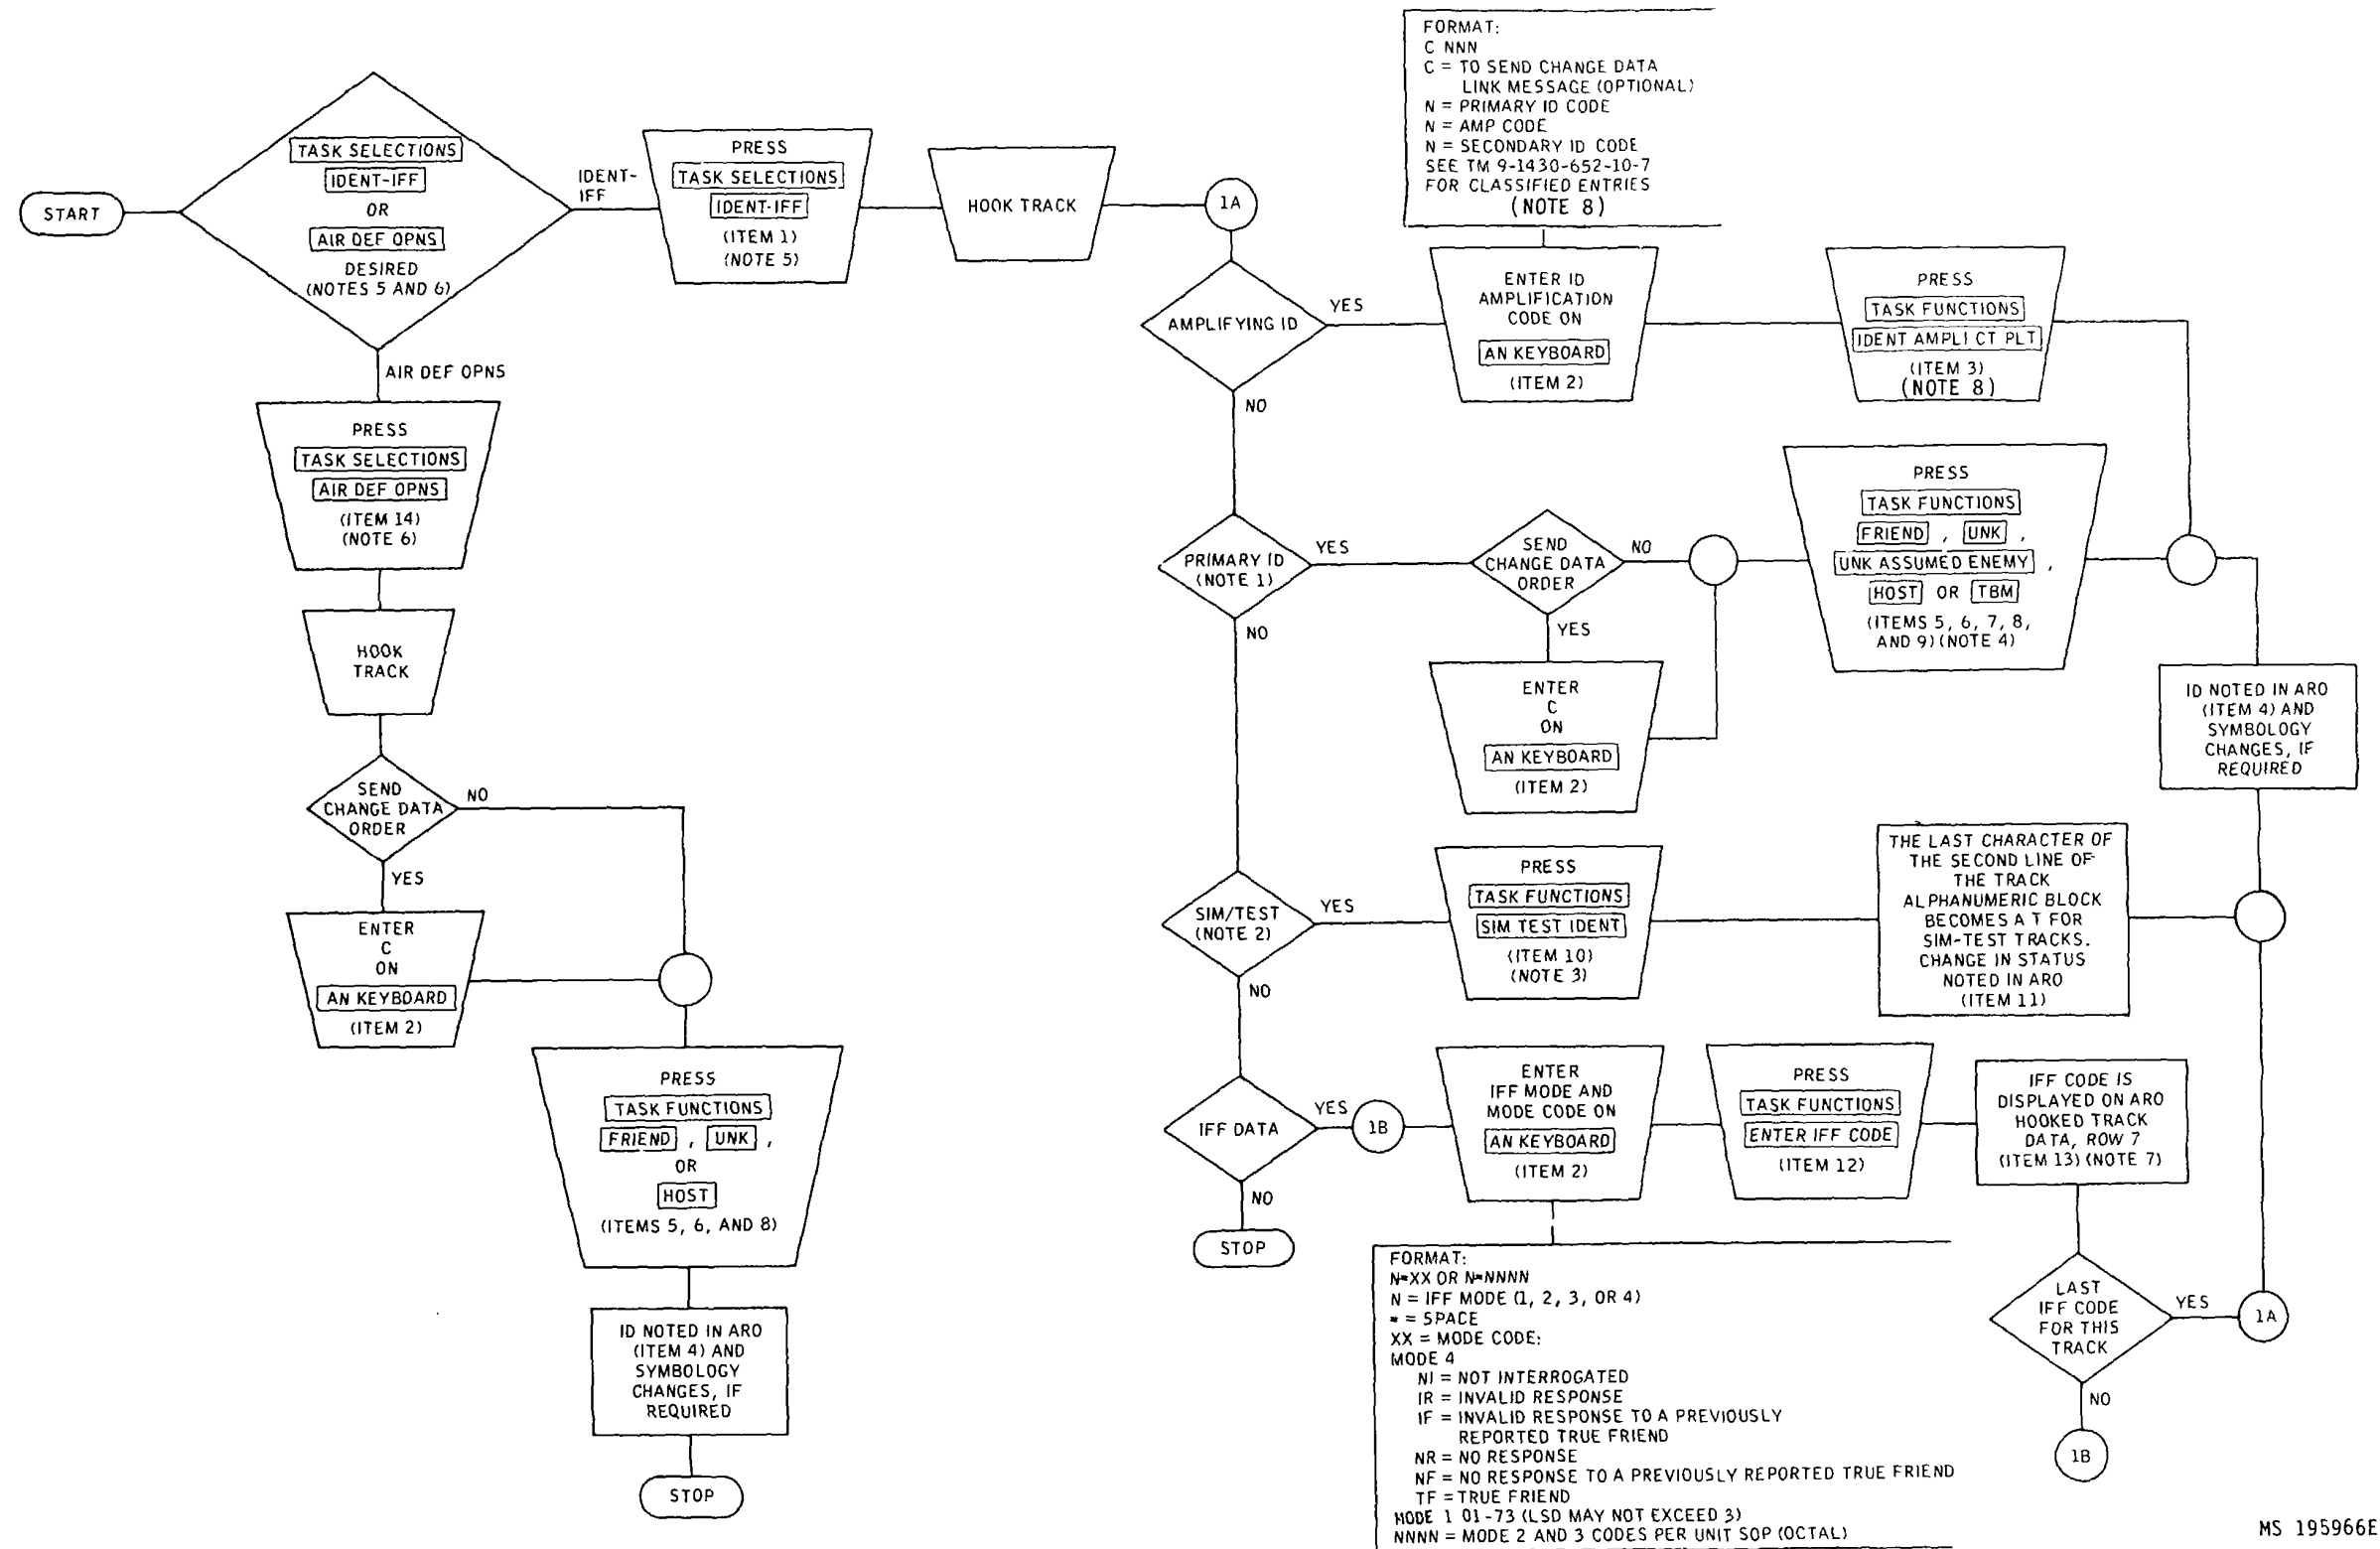 START
TASK SELECTIONS
IDENT-IFF
OR
AIR DEF OPNS
DESIRED
(NOTES 5 AND 6)
IDENT-
IFF
PRESS
TASK SELECTIONS
IDENT-IFF
(ITEM 1)
(NOTE 5)
HOOK TRACK
1A
AIR DEF OPNS
PRESS
TASK SELECTIONS
AIR DEF OPNS
(ITEM 14)
(NOTE 6)
HOOK
TRACK
SEND
CHANGE DATA
ORDER
NO
YES
ENTER
C
ON
AN KEYBOARD
(ITEM 2)
PRESS
TASK FUNCTIONS
FRIEND , UNK ,
OR
HOST
(ITEMS 5, 6, AND 8)
ID NOTED IN ARO
(ITEM 4) AND
SYMBOLOGY
CHANGES, IF
REQUIRED
STOP
FORMAT:
C NNN
C = TO SEND CHANGE DATA
LINK MESSAGE (OPTIONAL)
N = PRIMARY ID CODE
N = AMP CODE
N = SECONDARY ID CODE
SEE TM 9-1430-652-10-7
FOR CLASSIFIED ENTRIES
(NOTE 8)
AMPLIFYING ID
YES
NO
ENTER ID
AMPLIFICATION
CODE ON
AN KEYBOARD
(ITEM 2)
PRESS
TASK FUNCTIONS
IDENT AMPLI CT PLT
(ITEM 3)
(NOTE 8)
PRIMARY ID
(NOTE 1)
YES
NO
SEND
CHANGE DATA
ORDER
NO
YES
ENTER
C
ON
AN KEYBOARD
(ITEM 2)
PRESS
TASK FUNCTIONS
FRIEND , UNK ,
UNK ASSUMED ENEMY ,
HOST OR TBM
(ITEMS 5, 6, 7, 8,
AND 9) (NOTE 4)
ID NOTED IN ARO
(ITEM 4) AND
SYMBOLOGY
CHANGES, IF
REQUIRED
SIM/TEST
(NOTE 2)
YES
NO
PRESS
TASK FUNCTIONS
SIM TEST IDENT
(ITEM 10)
(NOTE 3)
THE LAST CHARACTER OF
THE SECOND LINE OF
THE TRACK
ALPHANUMERIC BLOCK
BECOMES A T FOR
SIM-TEST TRACKS.
CHANGE IN STATUS
NOTED IN ARO
(ITEM 11)
IFF DATA
YES
NO
STOP
1B
ENTER
IFF MODE AND
MODE CODE ON
AN KEYBOARD
(ITEM 2)
PRESS
TASK FUNCTIONS
ENTER IFF CODE
(ITEM 12)
IFF CODE IS
DISPLAYED ON ARO
HOOKED TRACK
DATA, ROW 7
(ITEM 13) (NOTE 7)
LAST
IFF CODE
FOR THIS
TRACK
YES
1A
NO
1B
FORMAT:
N*XX OR N*NNNN
N = IFF MODE (1, 2, 3, OR 4)
* = SPACE
XX = MODE CODE:
MODE 4
NI = NOT INTERROGATED
IR = INVALID RESPONSE
IF = INVALID RESPONSE TO A PREVIOUSLY
REPORTED TRUE FRIEND
NR = NO RESPONSE
NF = NO RESPONSE TO A PREVIOUSLY REPORTED TRUE FRIEND
TF = TRUE FRIEND
MODE 1 01-73 (LSD MAY NOT EXCEED 3)
NNNN = MODE 2 AND 3 CODES PER UNIT SOP (OCTAL)
MS 195966E